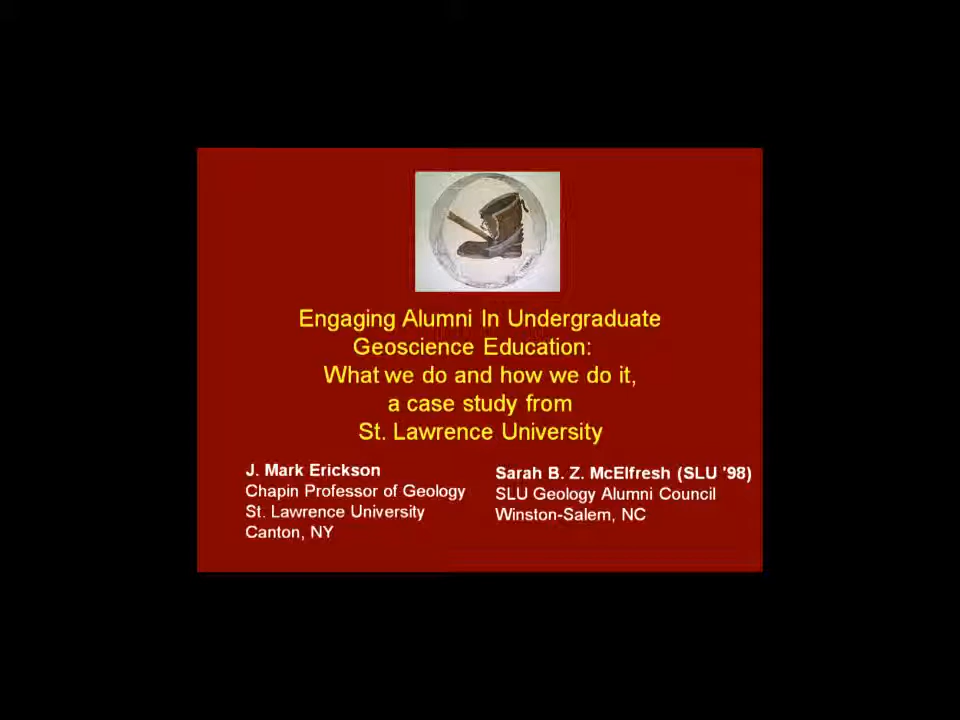 Engaging Alumni In Undergraduate
Geoscience Education:
What we do and how we do it,
a case study from
St. Lawrence University
J. Mark Erickson
Chapin Professor of Geology
St. Lawrence University
Canton, NY
Sarah B. Z. McElfresh (SLU '98)
SLU Geology Alumni Council
Winston-Salem, NC